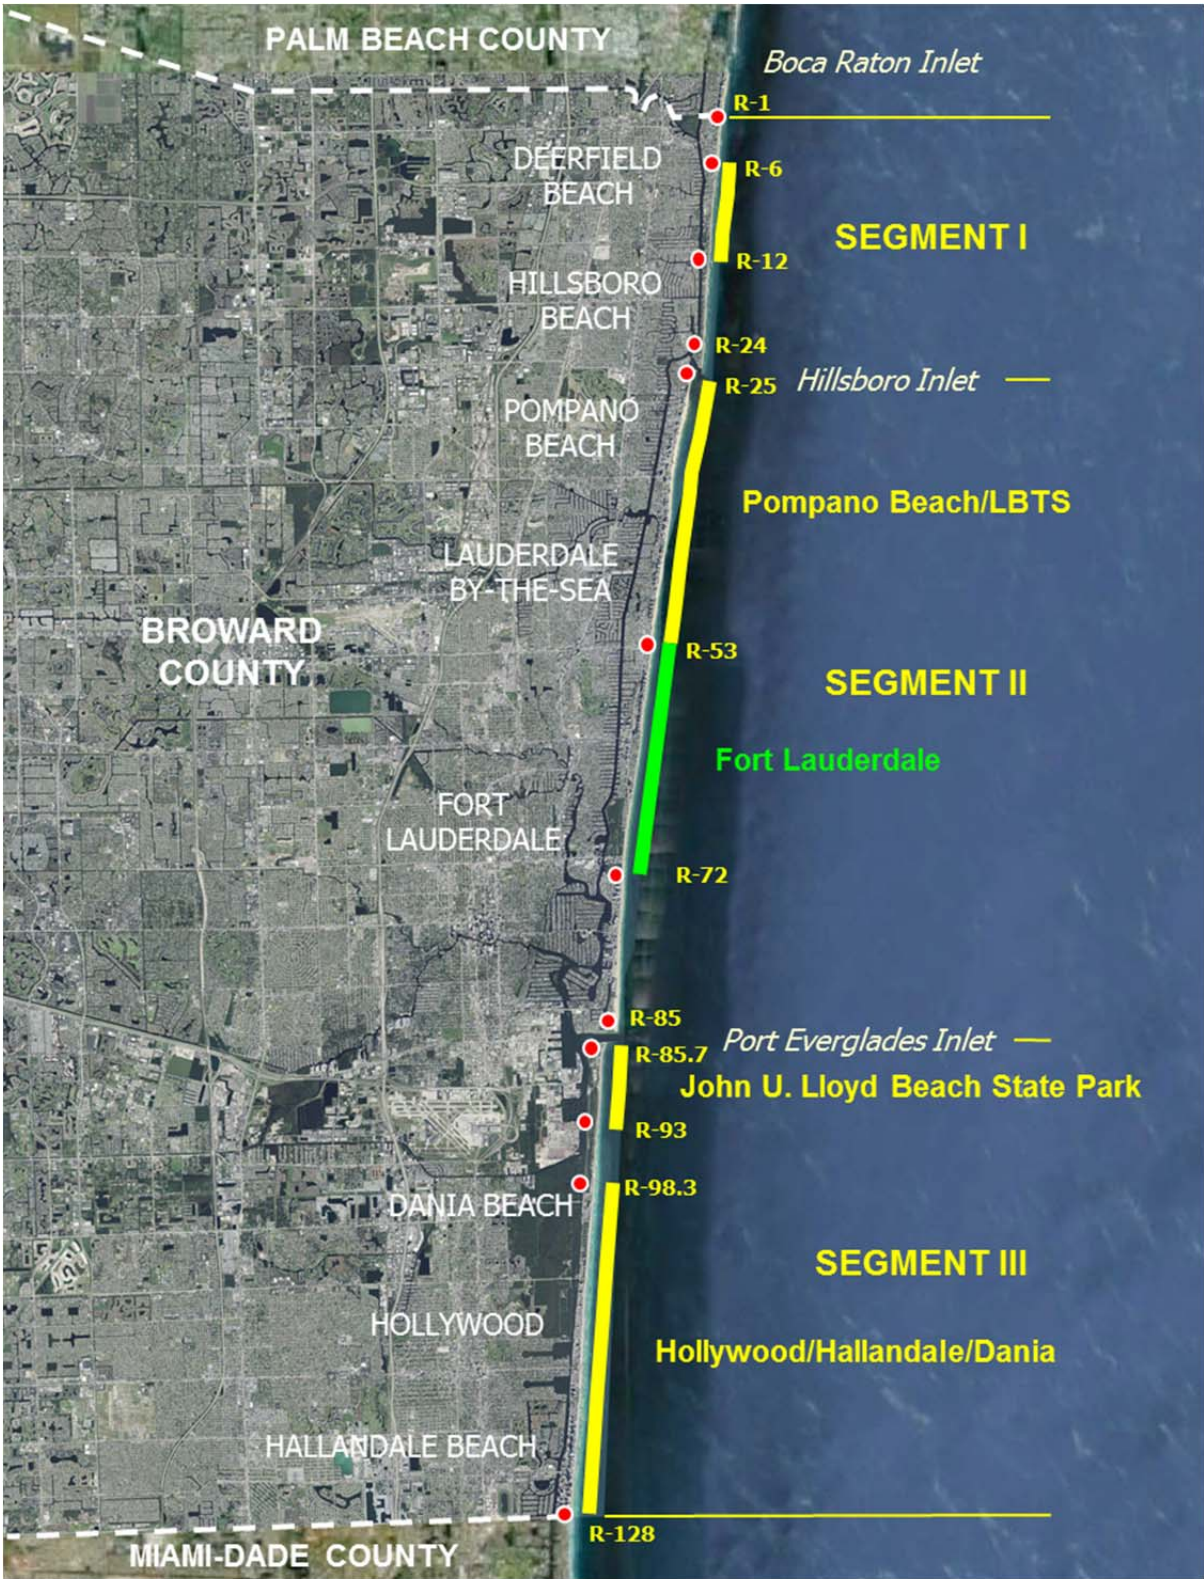 PALM BEACH COUNTY
Boca Raton Inlet
R-1
DEERFIELD
BEACH
R-6
SEGMENT I
R-12
HILLSBORO
BEACH
R-24
Hillsboro Inlet
R-25
POMPANO
BEACH
Pompano Beach/LBTS
LAUDERDALE
BY-THE-SEA
BROWARD
COUNTY
R-53
SEGMENT II
Fort Lauderdale
FORT
LAUDERDALE
R-72
R-85
Port Everglades Inlet
R-85.7
John U. Lloyd Beach State Park
R-93
R-98.3
DANIA BEACH
SEGMENT III
HOLLYWOOD
Hollywood/Hallandale/Dania
HALLANDALE BEACH
R-128
MIAMI-DADE COUNTY